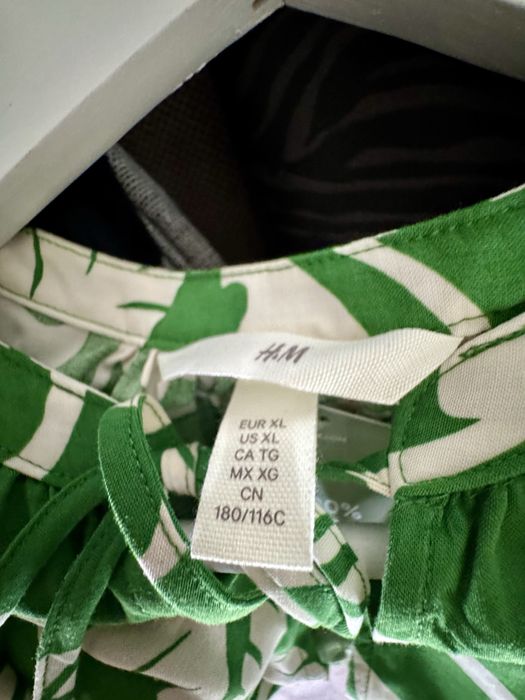 H&M
EUR XL
US XL
CA TG
MX XG
CN
180/116C